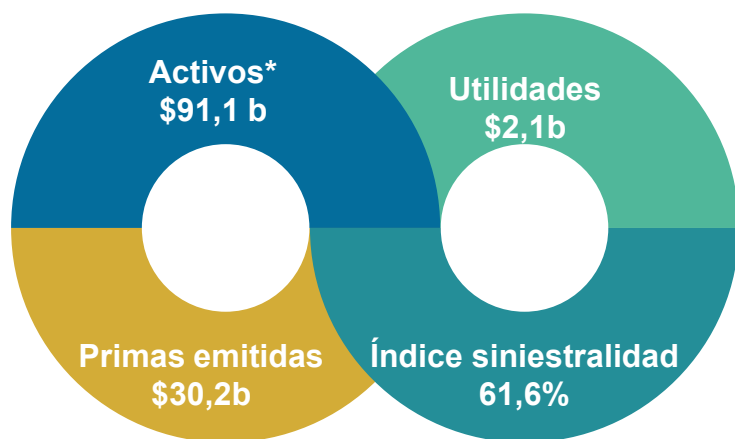 Activos*
$91,1 b
Utilidades
$2,1b
Primas emitidas
$30,2b
Índice siniestralidad
61,6%